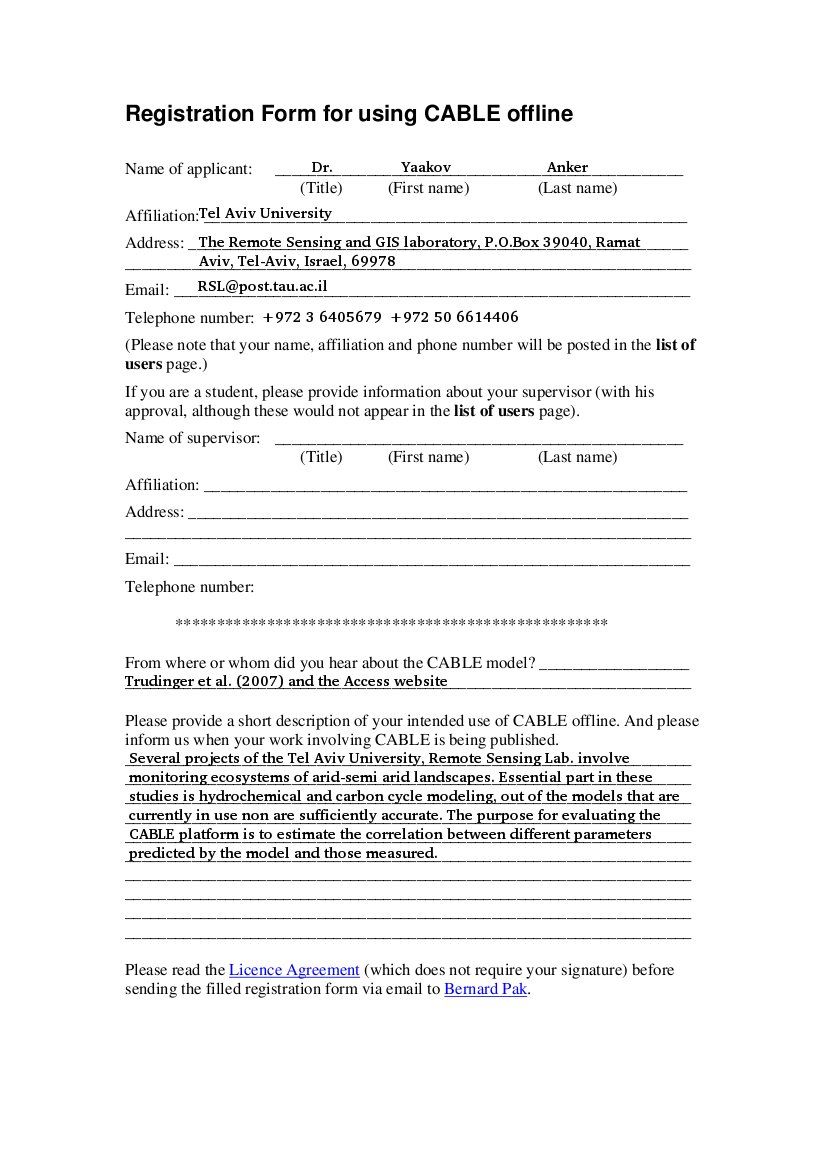 Registration Form for using CABLE offline
Name of applicant: Dr. Yaakov Anker
(Title) (First name) (Last name)
Affiliation: Tel Aviv University
Address: The Remote Sensing and GIS laboratory, P.O.Box 39040, Ramat
Aviv, Tel-Aviv, Israel, 69978
Email: RSL@post.tau.ac.il
Telephone number: +972 3 6405679 +972 50 6614406
(Please note that your name, affiliation and phone number will be posted in the list of
users page.)
If you are a student, please provide information about your supervisor (with his
approval, although these would not appear in the list of users page).
Name of supervisor:
(Title) (First name) (Last name)
Affiliation:
Address:
Email:
Telephone number:
****************************************************
From where or whom did you hear about the CABLE model?
Trudinger et al. (2007) and the Access website
Please provide a short description of your intended use of CABLE offline. And please
inform us when your work involving CABLE is being published.
Several projects of the Tel Aviv University, Remote Sensing Lab. involve
monitoring ecosystems of arid-semi arid landscapes. Essential part in these
studies is hydrochemical and carbon cycle modeling, out of the models that are
currently in use non are sufficiently accurate. The purpose for evaluating the
CABLE platform is to estimate the correlation between different parameters
predicted by the model and those measured.
Please read the Licence Agreement (which does not require your signature) before
sending the filled registration form via email to Bernard Pak.